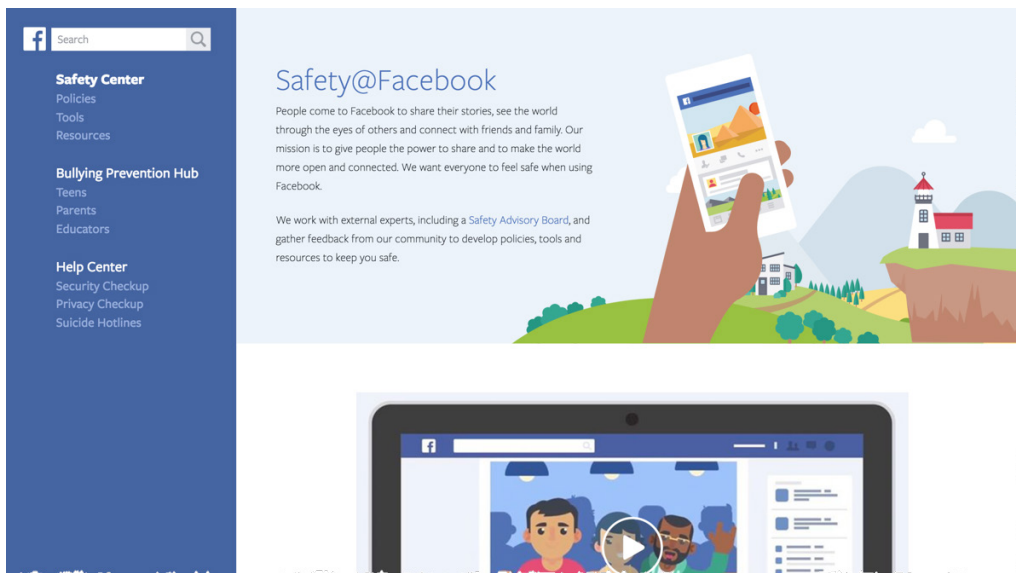 f
Search
Safety Center
Policies
Tools
Resources
Bullying Prevention Hub
Teens
Parents
Educators
Help Center
Security Checkup
Privacy Checkup
Suicide Hotlines
Safety@Facebook
People come to Facebook to share their stories, see the world
through the eyes of others and connect with friends and family. Our
mission is to give people the power to share and to make the world
more open and connected. We want everyone to feel safe when using
Facebook.
We work with external experts, including a Safety Advisory Board, and
gather feedback from our community to develop policies, tools and
resources to keep you safe.
f
f